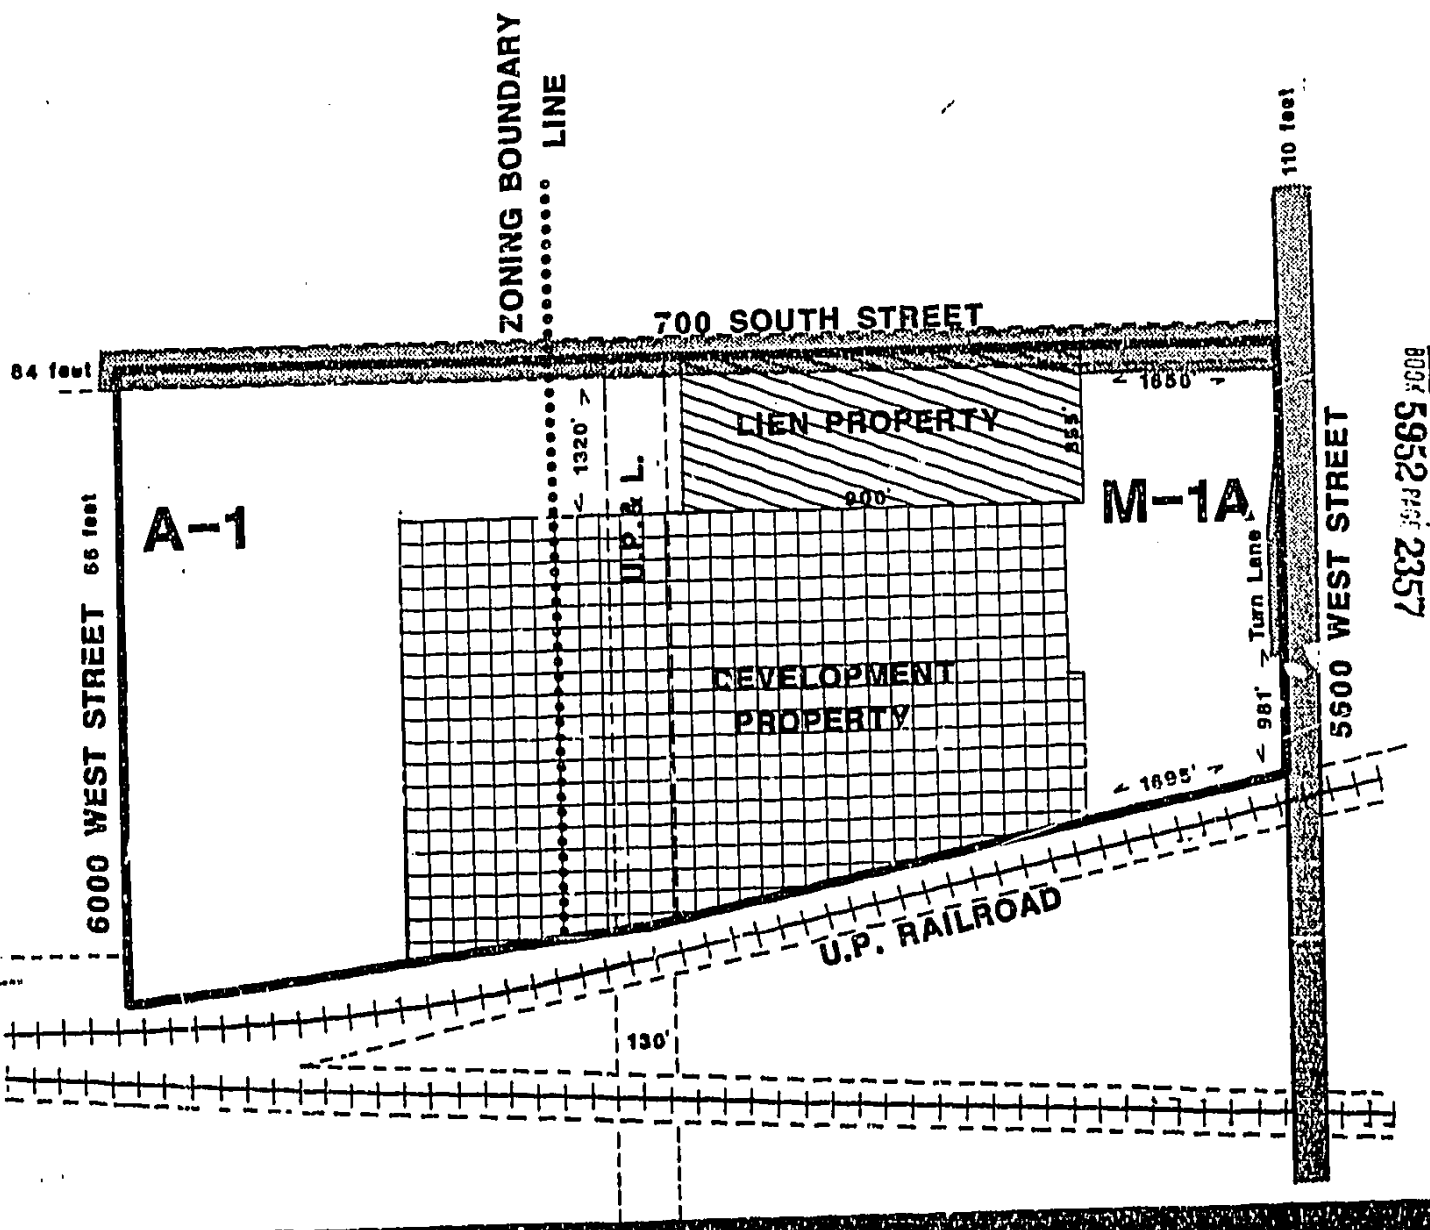 ZONING BOUNDARY
LINE
110 feet
700 SOUTH STREET
84 feet
1650'
1320'
LIEN PROPERTY
855'
900'
U.P. & L.
A-1
M-1A
66 feet
6000 WEST STREET
Turn Lane
5600 WEST STREET
BOOK 5952 PAGE 2357
DEVELOPMENT
PROPERTY
981'
1695'
U.P. RAILROAD
130'